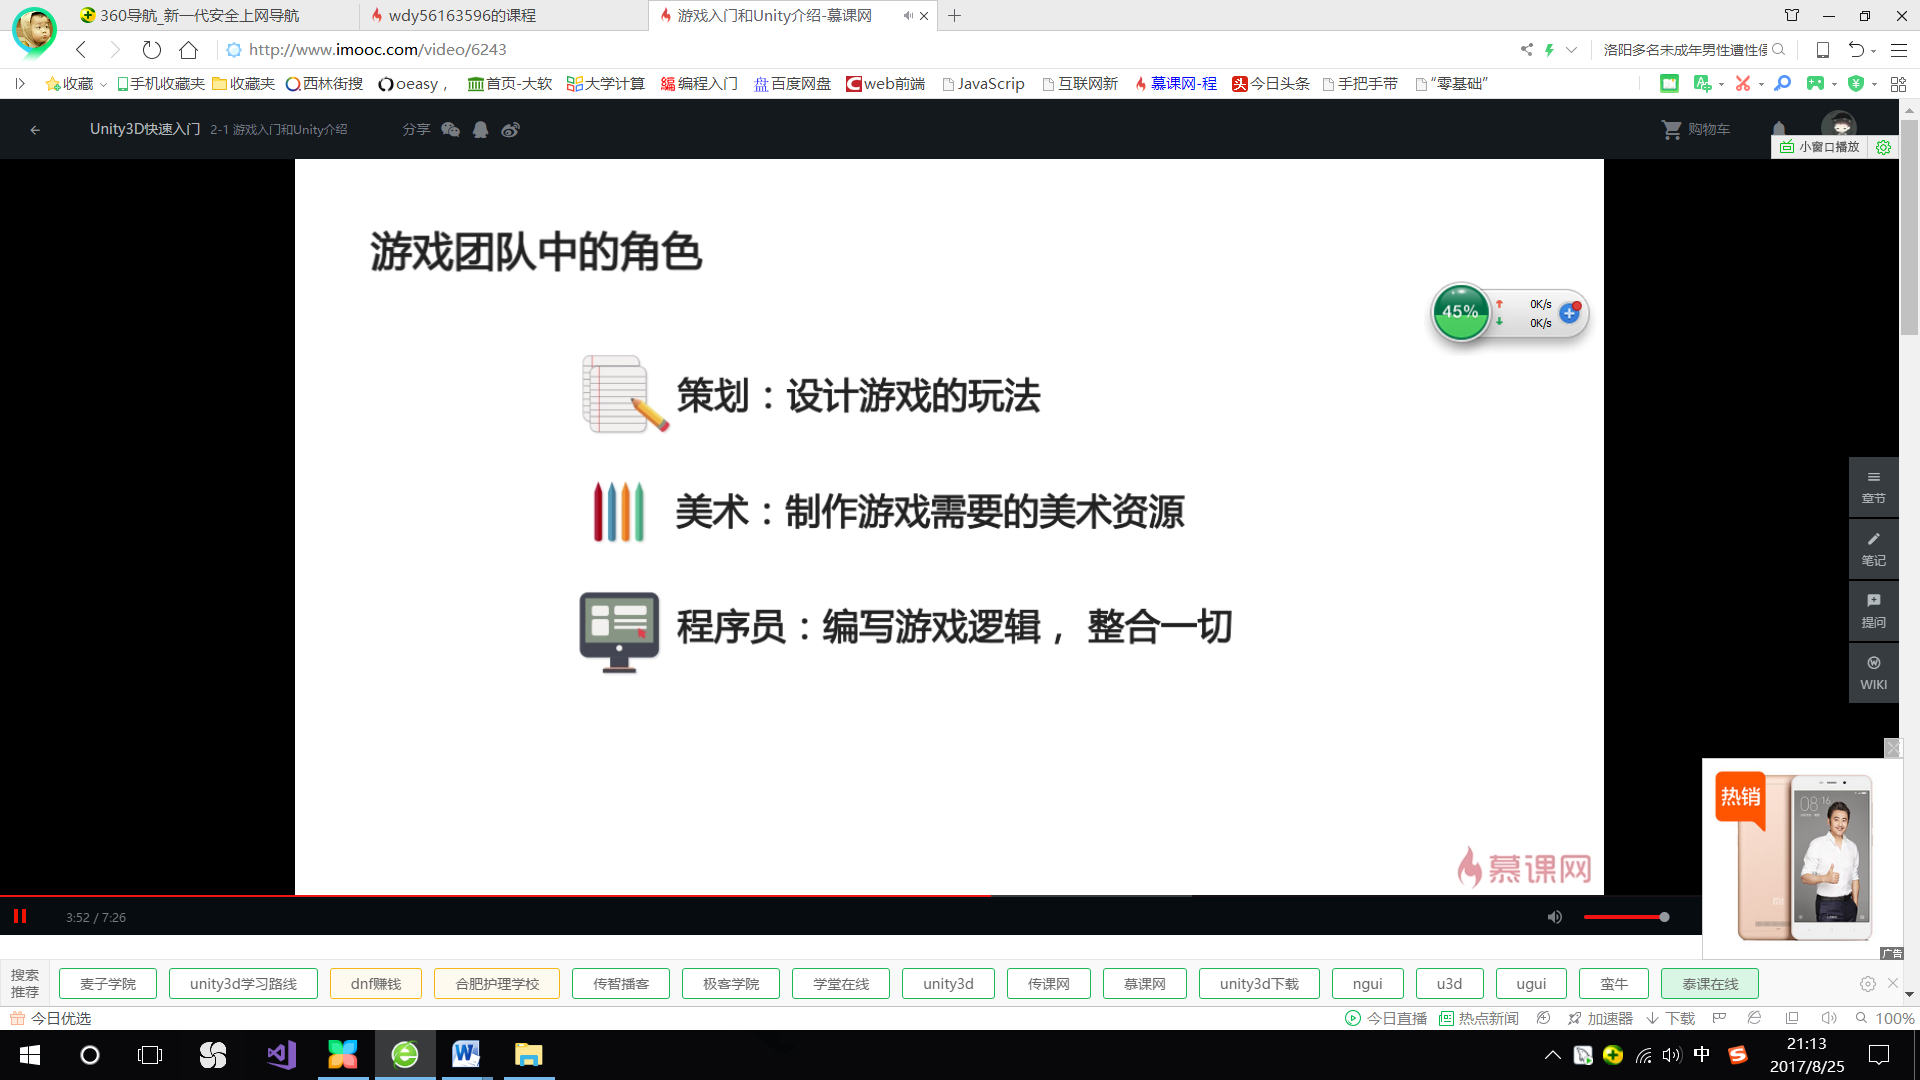 360导航_新一代安全上网导航
wdy56163596的课程
游戏入门和Unity介绍-慕课网
http://www.imooc.com/video/6243
洛阳多名未成年男性遭性侵
收藏
手机收藏夹
收藏夹
西林街搜
oeasy，
首页-大软
大学计算
编程入门
百度网盘
web前端
JavaScrip
互联网新
慕课网-程
今日头条
手把手带
“零基础”
Unity3D快速入门 2-1 游戏入门和Unity介绍
分享
购物车
小窗口播放
游戏团队中的角色
45%
0K/s
0K/s
策划：设计游戏的玩法
美术：制作游戏需要的美术资源
程序员：编写游戏逻辑，整合一切
章节
笔记
提问
WIKI
热销
08:16
慕课网
广告
3:52 / 7:26
搜索
推荐
麦子学院
unity3d学习路线
dnf赚钱
合肥护理学校
传智播客
极客学院
学堂在线
unity3d
传课网
慕课网
unity3d下载
ngui
u3d
ugui
蛮牛
泰课在线
今日优选
今日直播
热点新闻
加速器
下载
100%
中
21:13
2017/8/25